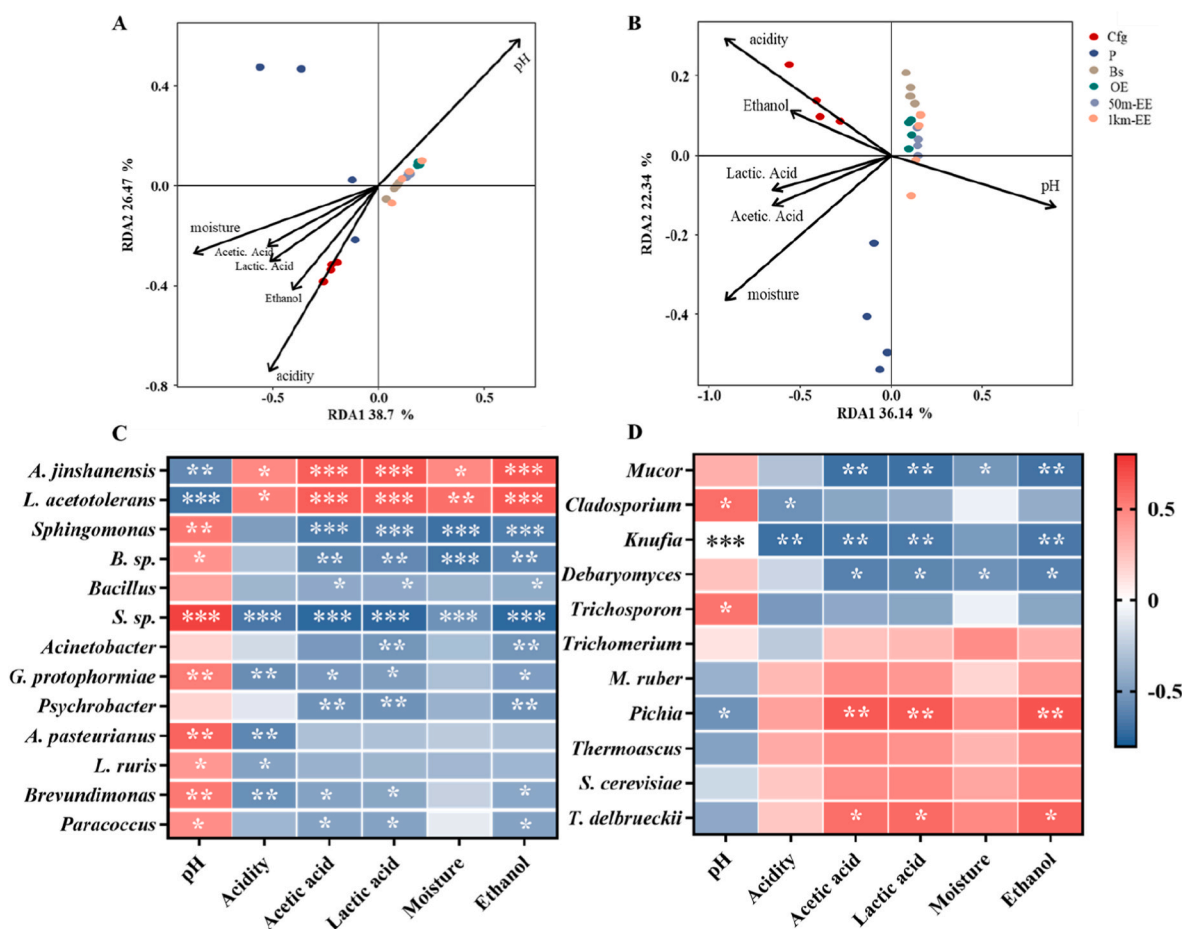 A
0.4
0.0
-0.4
-0.8
RDA2 26.47 %
pH
moisture
Acetic. Acid
Lactic. Acid
Ethanol
acidity
-0.5
0.0
0.5
RDA1 38.7 %
B
0.2
0.0
-0.2
-0.4
RDA2 22.34 %
acidity
Ethanol
Lactic. Acid
Acetic. Acid
pH
moisture
-1.0
-0.5
0.0
0.5
RDA1 36.14 %
Cfg
P
Bs
OE
50m-EE
1km-EE
C
A. jinshanensis ** * *** *** * ***
L. acetotolerans *** * *** *** ** ***
Sphingomonas ** *** *** *** ***
B. sp. * ** ** *** **
Bacillus * * *
S. sp. *** *** *** *** *** ***
Acinetobacter ** **
G. protophormiae ** ** * * *
Psychrobacter ** ** **
A. pasteurianus ** **
L. ruris * *
Brevundimonas ** ** * * *
Paracoccus * * * *
pH
Acidity
Acetic acid
Lactic acid
Moisture
Ethanol
D
Mucor ** ** * **
Cladosporium * *
Knufia *** ** ** ** **
Debaryomyces * * * *
Trichosporon *
Trichomerium
M. ruber
Pichia * ** ** **
Thermoascus
S. cerevisiae
T. delbrueckii * * *
pH
Acidity
Acetic acid
Lactic acid
Moisture
Ethanol
0.5
0
-0.5